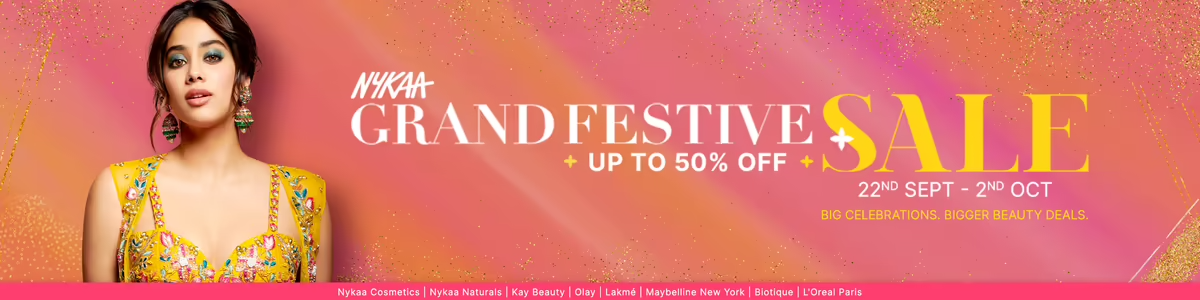 NYKAA
GRAND FESTIVE SALE
UP TO 50% OFF
22ND SEPT - 2ND OCT
BIG CELEBRATIONS. BIGGER BEAUTY DEALS.
Nykaa Cosmetics | Nykaa Naturals | Kay Beauty | Olay | Lakmé | Maybelline New York | Biotique | L'Oreal Paris